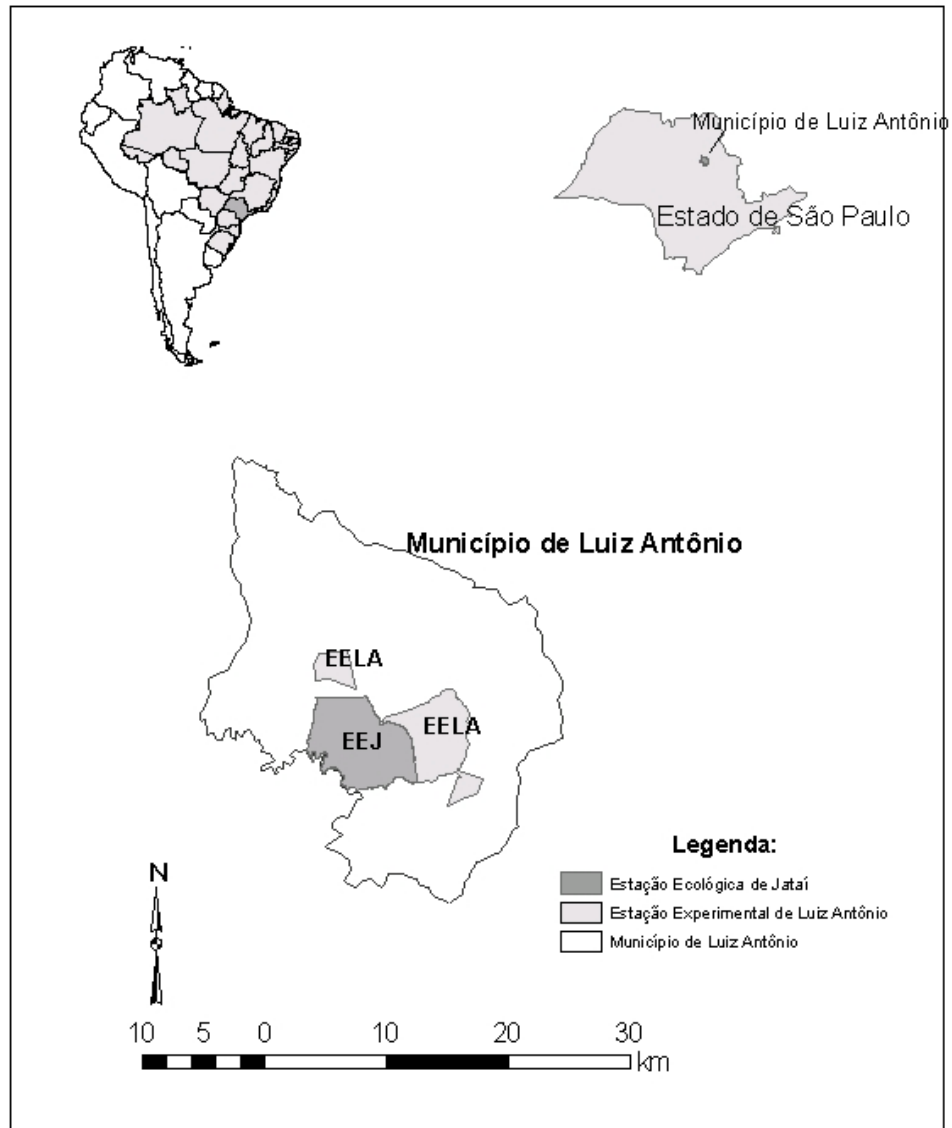 Município de Luiz Antônio
Estado de São Paulo
Município de Luiz Antônio
EELA
EELA
EEJ
Legenda:
Estação Ecológica de Jataí
Estação Experimental de Luiz Antônio
Município de Luiz Antônio
N
10 5 0 10 20 30
km